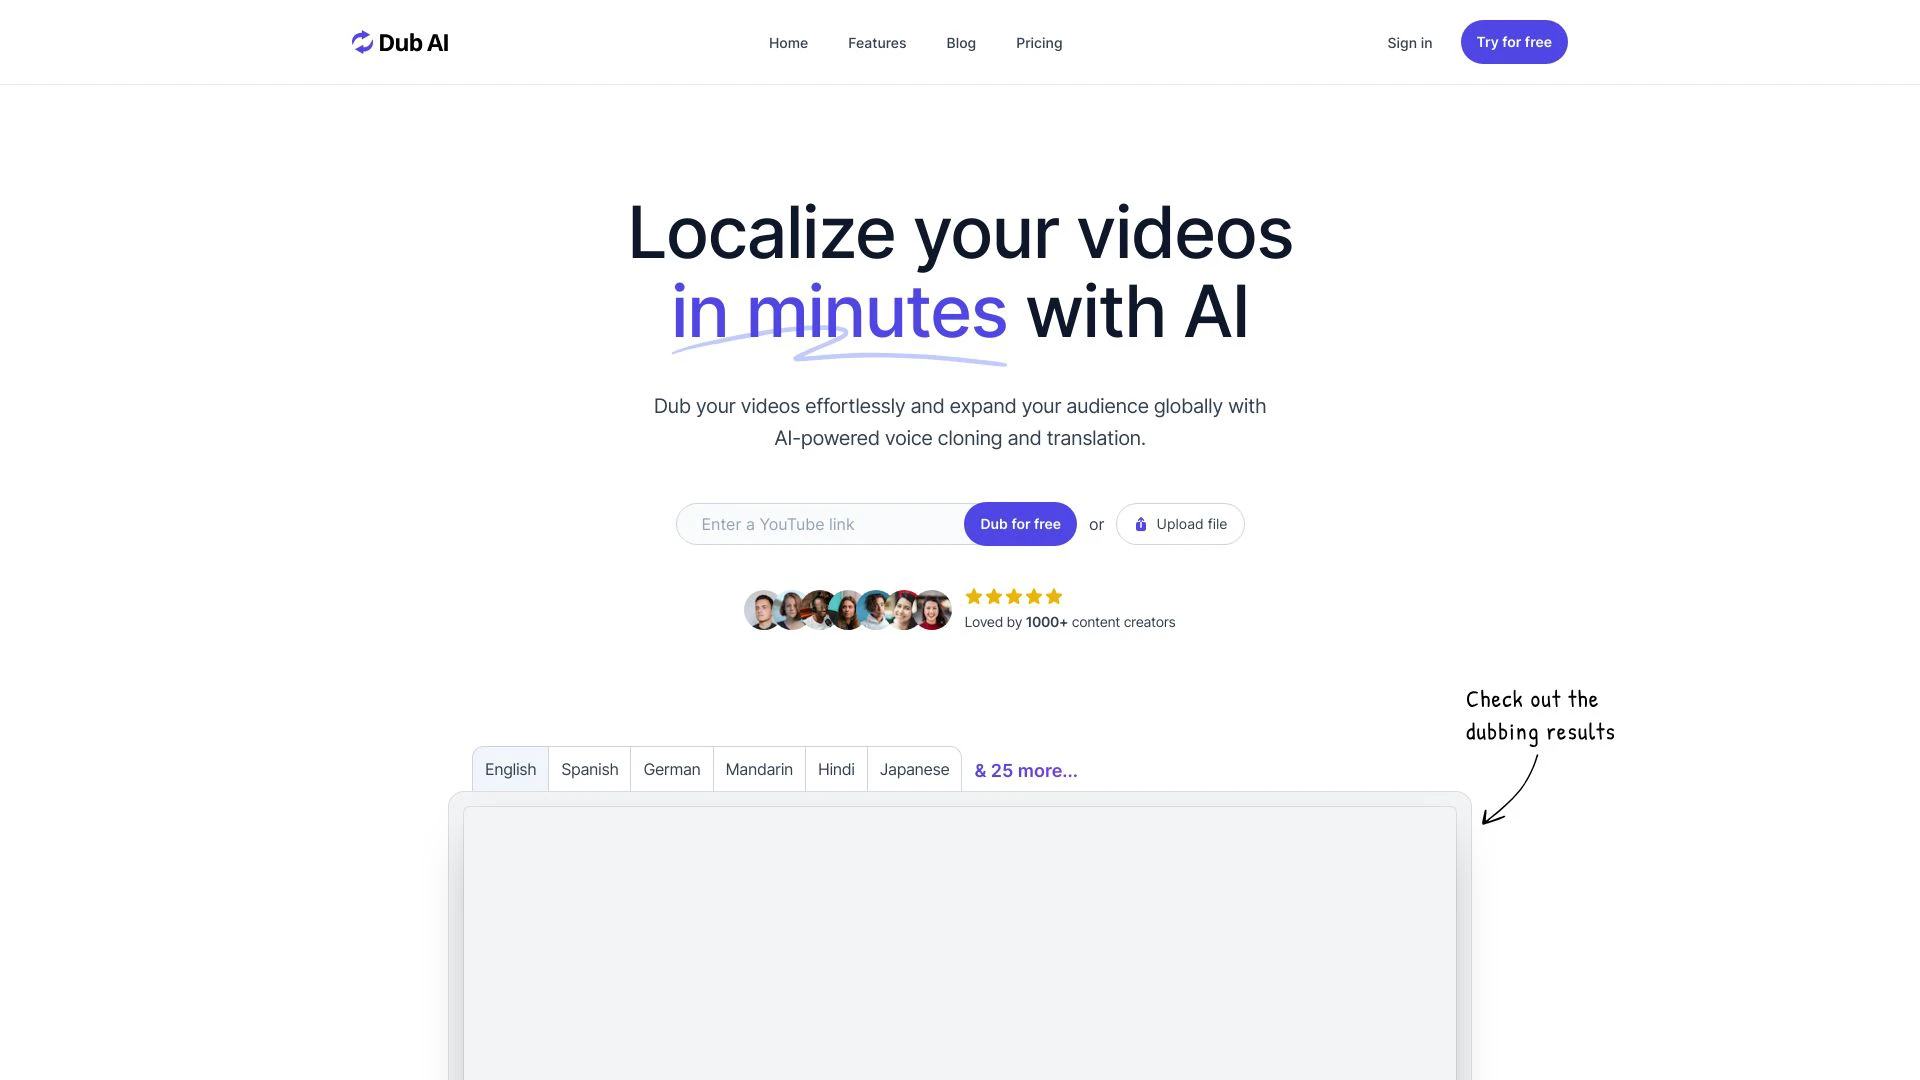 Dub AI
Home
Features
Blog
Pricing
Sign in
Try for free
Localize your videos
in minutes with AI
Dub your videos effortlessly and expand your audience globally with
AI-powered voice cloning and translation.
Enter a YouTube link
Dub for free
or
Upload file
Loved by 1000+ content creators
Check out the
dubbing results
English
Spanish
German
Mandarin
Hindi
Japanese
& 25 more...